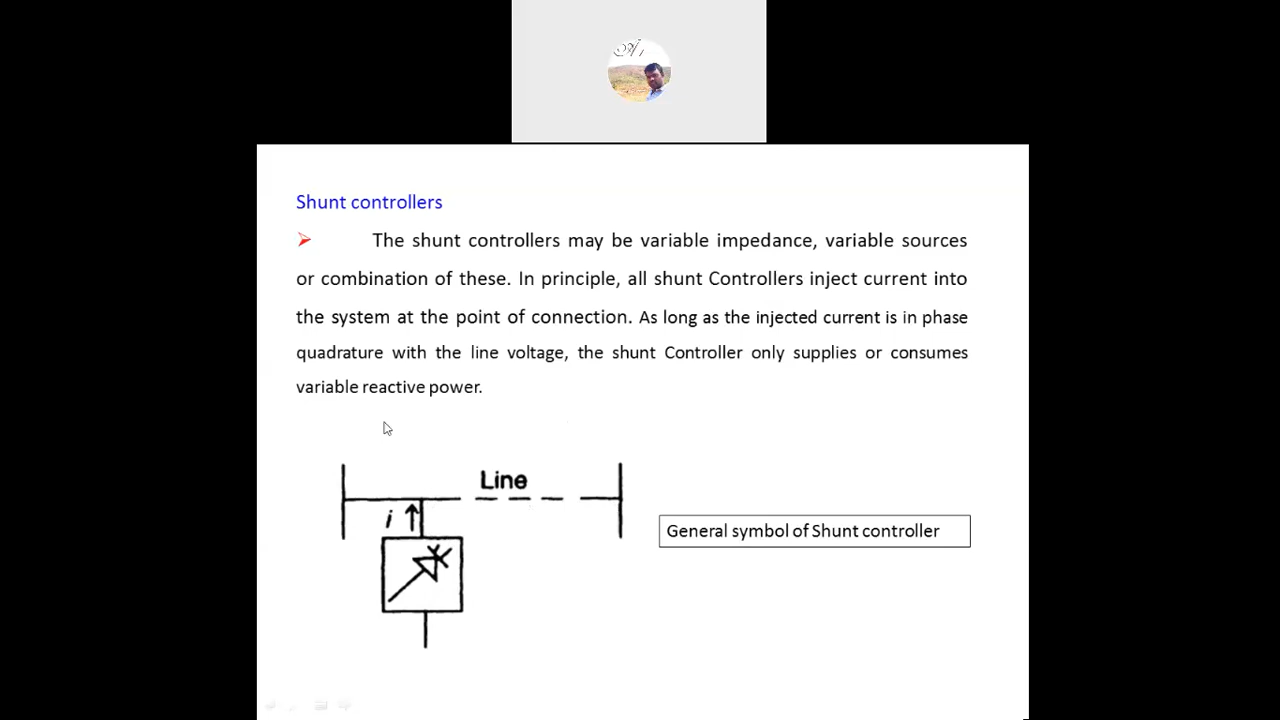 Shunt controllers
The shunt controllers may be variable impedance, variable sources
or combination of these. In principle, all shunt Controllers inject current into
the system at the point of connection. As long as the injected current is in phase
quadrature with the line voltage, the shunt Controller only supplies or consumes
variable reactive power.
Line
i
General symbol of Shunt controller